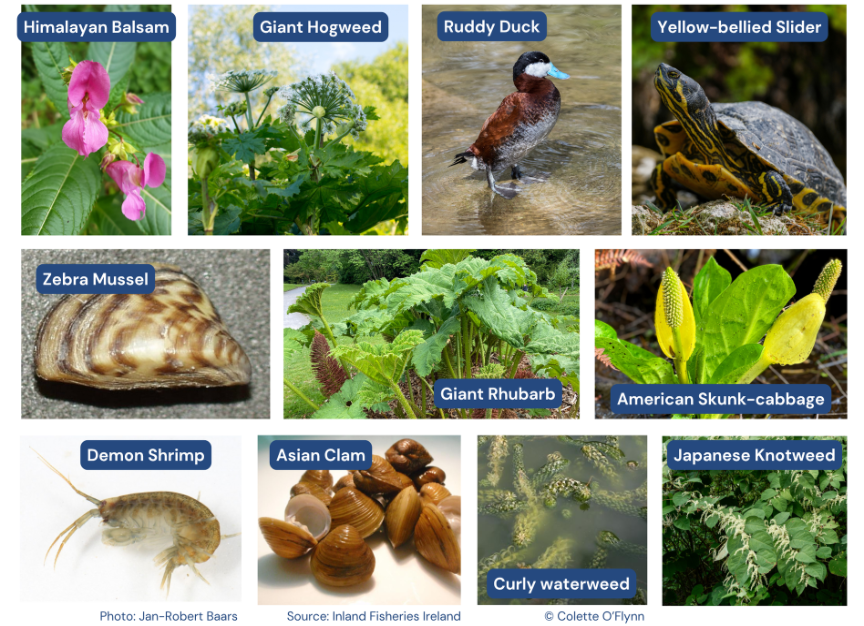 Himalayan Balsam
Giant Hogweed
Ruddy Duck
Yellow-bellied Slider
Zebra Mussel
Giant Rhubarb
American Skunk-cabbage
Demon Shrimp
Asian Clam
Curly waterweed
Japanese Knotweed
Photo: Jan-Robert Baars
Source: Inland Fisheries Ireland
© Colette O'Flynn